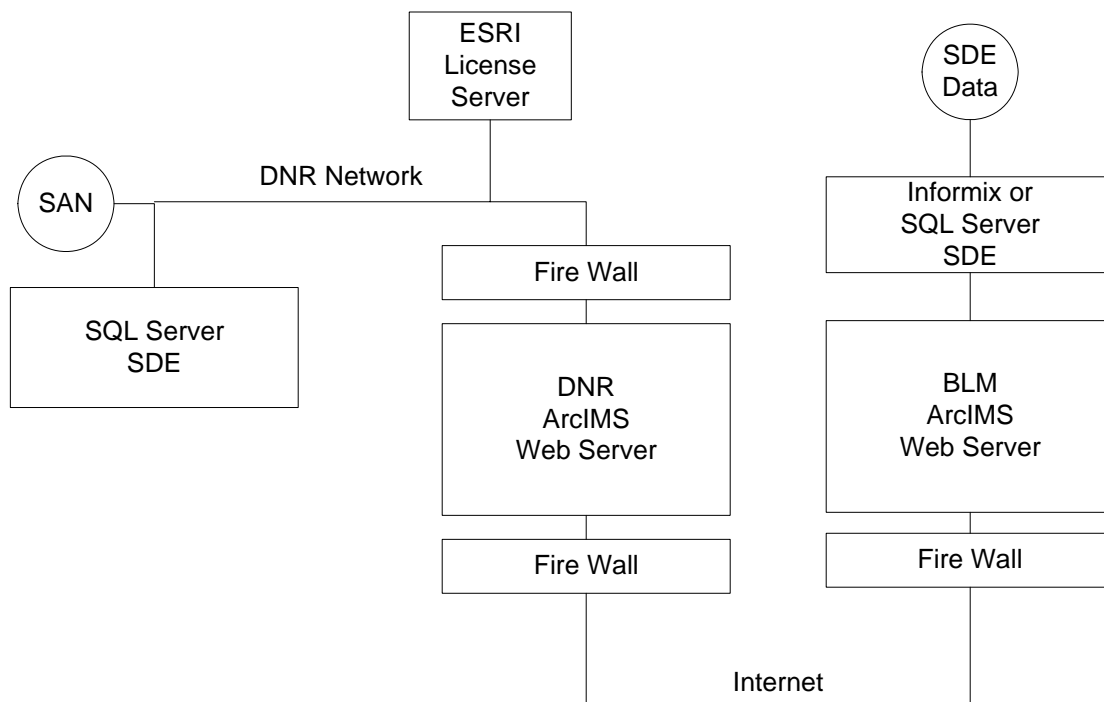 ESRI
License
Server
SDE
Data
DNR Network
SAN
Informix or
SQL Server
SDE
Fire Wall
SQL Server
SDE
DNR
ArcIMS
Web Server
BLM
ArcIMS
Web Server
Fire Wall
Fire Wall
Internet